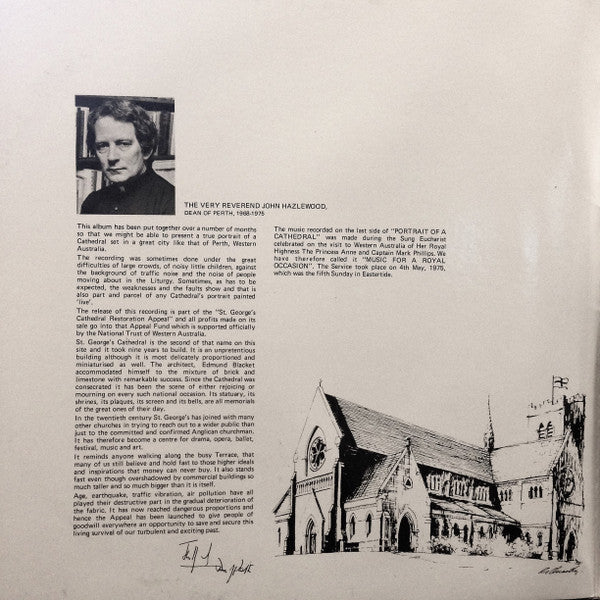 THE VERY REVEREND JOHN HAZLEWOOD,
DEAN OF PERTH, 1968-1975
This album has been put together over a number of months
so that we might be able to present a true portrait of a
Cathedral set in a great city like that of Perth, Western
Australia.
The recording was sometimes done under the great
difficulties of large crowds, of noisy little children, against
the background of traffic noise and the noise of people
moving about in the Liturgy. Sometimes, as has to be
expected, the weaknesses and the faults show and that is
also part and parcel of any Cathedral's portrait painted
'live'.
The release of this recording is part of the "St. George's
Cathedral Restoration Appeal" and all profits made on its
sale go into that Appeal Fund which is supported officially
by the National Trust of Western Australia.
St. George's Cathedral is the second of that name on this
site and it took nine years to build. It is an unpretentious
building although it is most delicately proportioned and
miniaturised as well. The architect, Edmund Blacket
accommodated himself to the mixture of brick and
limestone with remarkable success. Since the Cathedral was
consecrated it has been the scene of either rejoicing or
mourning on every such national occasion. Its statuary, its
shrines, its plaques, its screen and its bells, are all memorials
of the great ones of their day.
In the twentieth century St. George's has joined with many
other churches in trying to reach out to a wider public than
just to the committed and confirmed Anglican churchman.
It has therefore become a centre for drama, opera, ballet,
festival, music and art.
It reminds anyone walking along the busy Terrace, that
many of us still believe and hold fast to those higher ideals
and inspirations that money can never buy. It also stands
fast even though overshadowed by commercial buildings so
much taller and so much bigger than it is itself.
Age, earthquake, traffic vibration, air pollution have all
played their destructive part in the gradual deterioration of
the fabric. It has now reached dangerous proportions and
hence the Appeal has been launched to give people of
goodwill everywhere an opportunity to save and secure this
living survival of our turbulent and exciting past.
The music recorded on the last side of "PORTRAIT OF A
CATHEDRAL" was made during the Sung Eucharist
celebrated on the visit to Western Australia of Her Royal
Highness The Princess Anne and Captain Mark Phillips. We
have therefore called it "MUSIC FOR A ROYAL
OCCASION". The Service took place on 4th May, 1975,
which was the fifth Sunday in Eastertide.